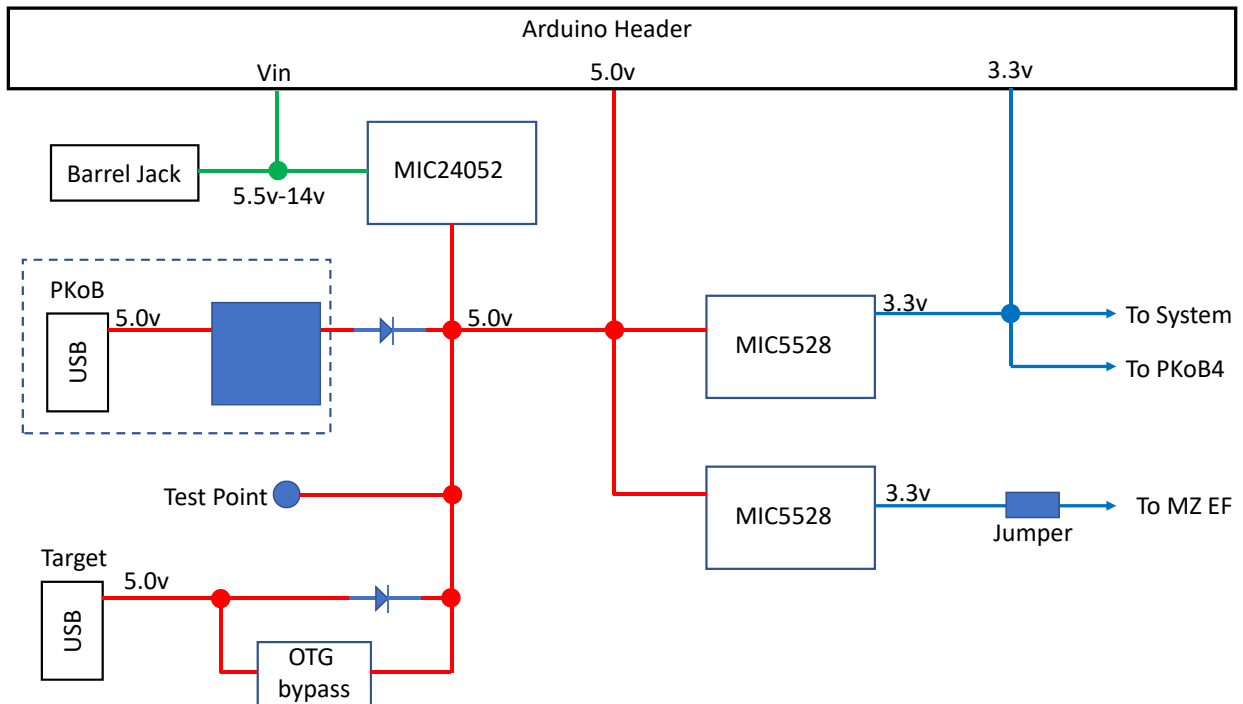 Arduino Header
Vin
5.0v
3.3v
Barrel Jack
5.5v-14v
MIC24052
PKoB
USB
5.0v
5.0v
MIC5528
3.3v
To System
To PKoB4
Test Point
MIC5528
3.3v
Jumper
To MZ EF
Target
USB
5.0v
OTG
bypass